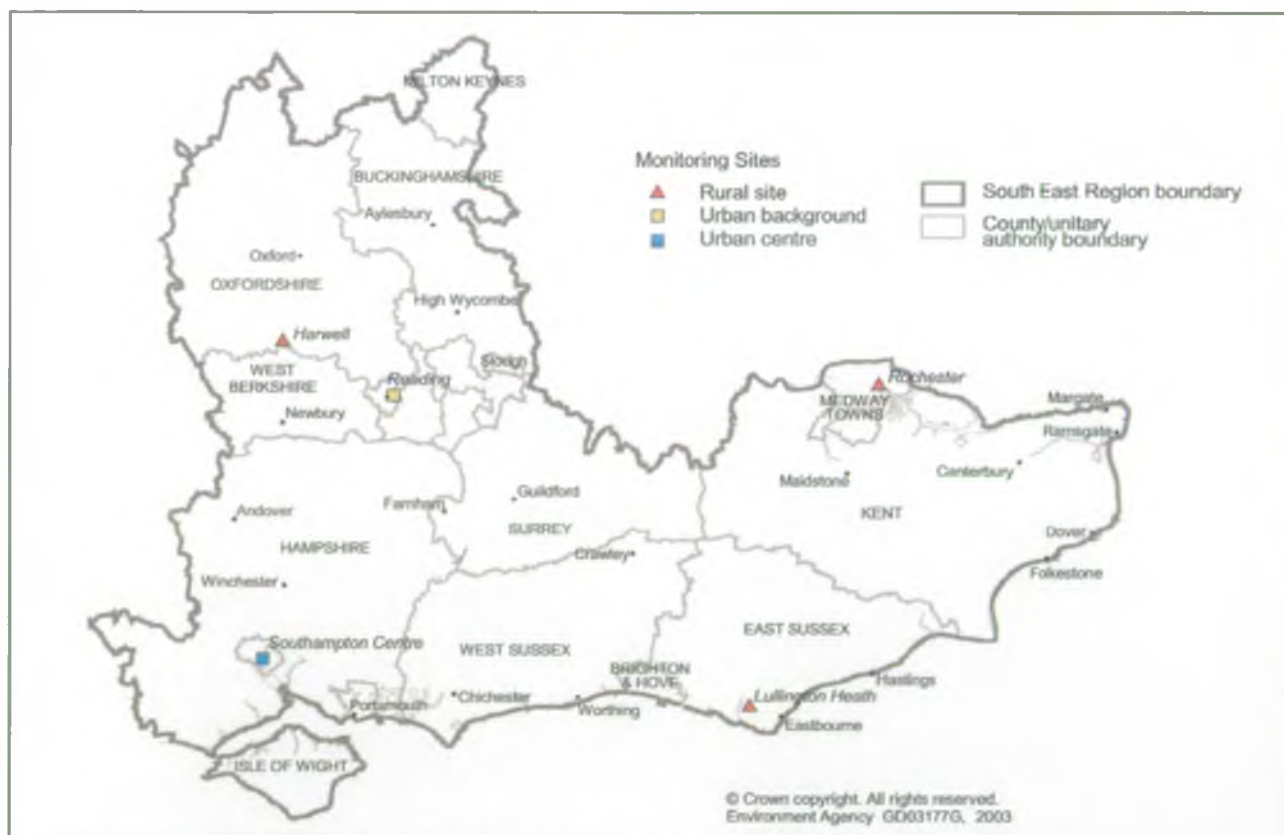 MILTON KEYNES
BUCKINGHAMSHIRE
Aylesbury
Oxford
OXFORDSHIRE
High Wycombe
Harwell
Slough
WEST
BERKSHIRE
Reading
Newbury
Monitoring Sites
Rural site
Urban background
Urban centre
South East Region boundary
County/unitary
authority boundary
Rochester
MEDWAY
TOWNS
Margate
Ramsgate
Canterbury
Maidstone
KENT
Dover
Folkestone
Farnham
Guildford
SURREY
Andover
HAMPSHIRE
Crawley
Winchester
Southampton Centre
WEST SUSSEX
EAST SUSSEX
BRIGHTON
& HOVE
Hastings
Lullington Heath
Portsmouth
Chichester
Worthing
Eastbourne
ISLE OF WIGHT
© Crown copyright. All rights reserved.
Environment Agency GD03177G, 2003